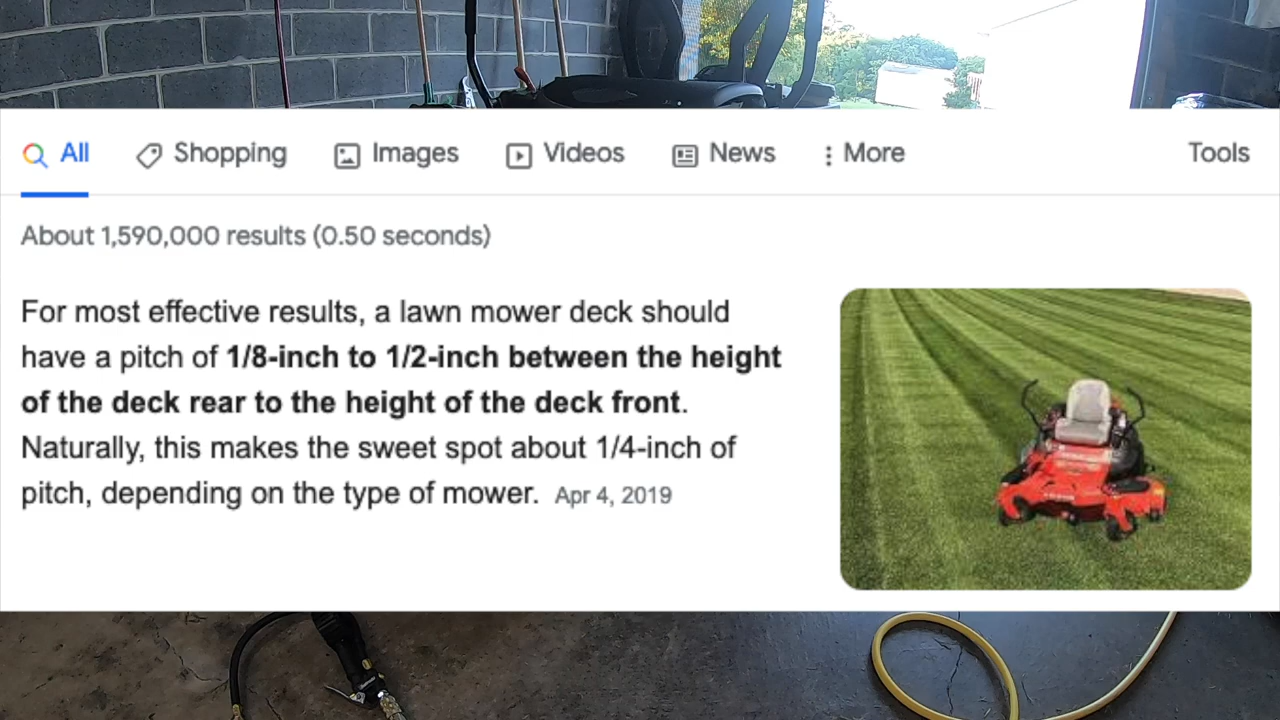 All Shopping Images Videos News More Tools
About 1,590,000 results (0.50 seconds)
For most effective results, a lawn mower deck should
have a pitch of 1/8-inch to 1/2-inch between the height
of the deck rear to the height of the deck front.
Naturally, this makes the sweet spot about 1/4-inch of
pitch, depending on the type of mower. Apr 4, 2019